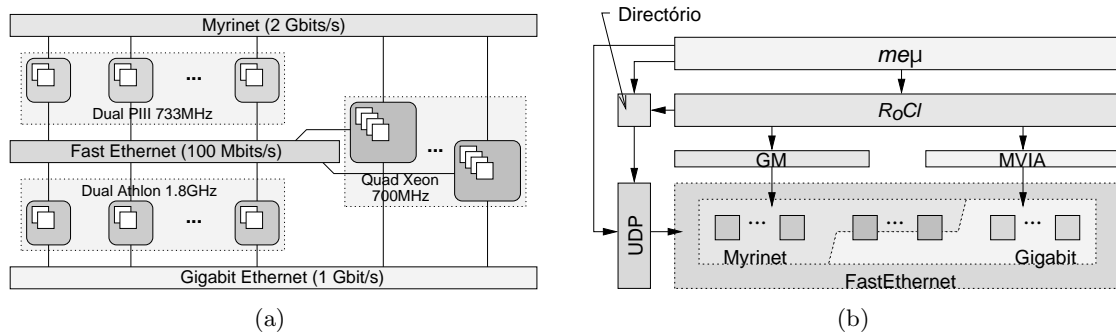 Myrinet (2 Gbits/s)
...
Dual PIII 733MHz
Fast Ethernet (100 Mbits/s)
...
Dual Athlon 1.8GHz
Quad Xeon
700MHz
...
Gigabit Ethernet (1 Gbit/s)
(a)
Directório
meμ
RoCl
GM
MVIA
UDP
... ... ...
Myrinet
Gigabit
FastEthernet
(b)